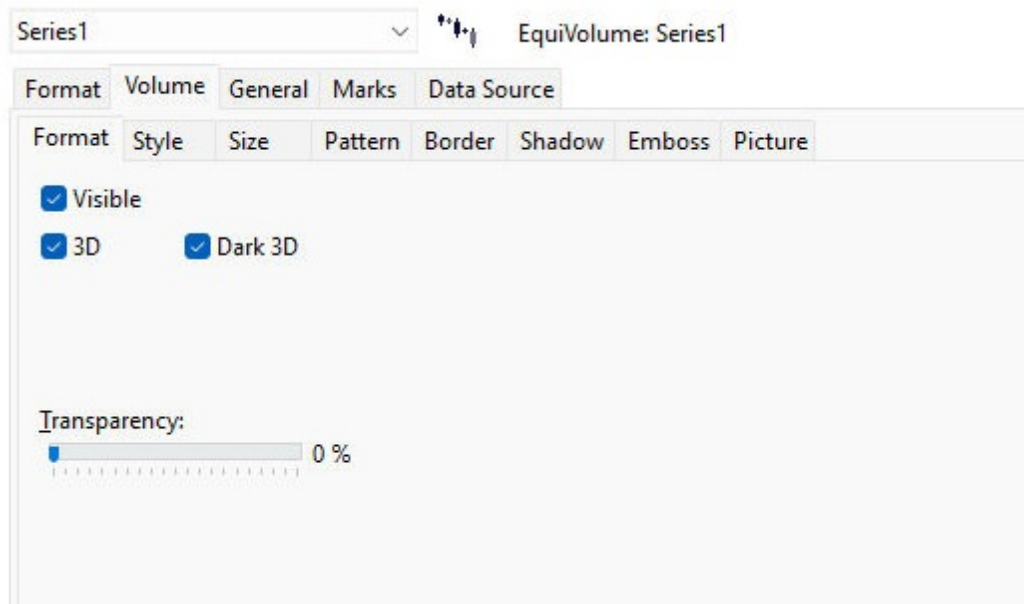 Series1 EquiVolume: Series1
Format Volume General Marks Data Source
Format Style Size Pattern Border Shadow Emboss Picture
Visible
3D Dark 3D
Transparency:
0 %